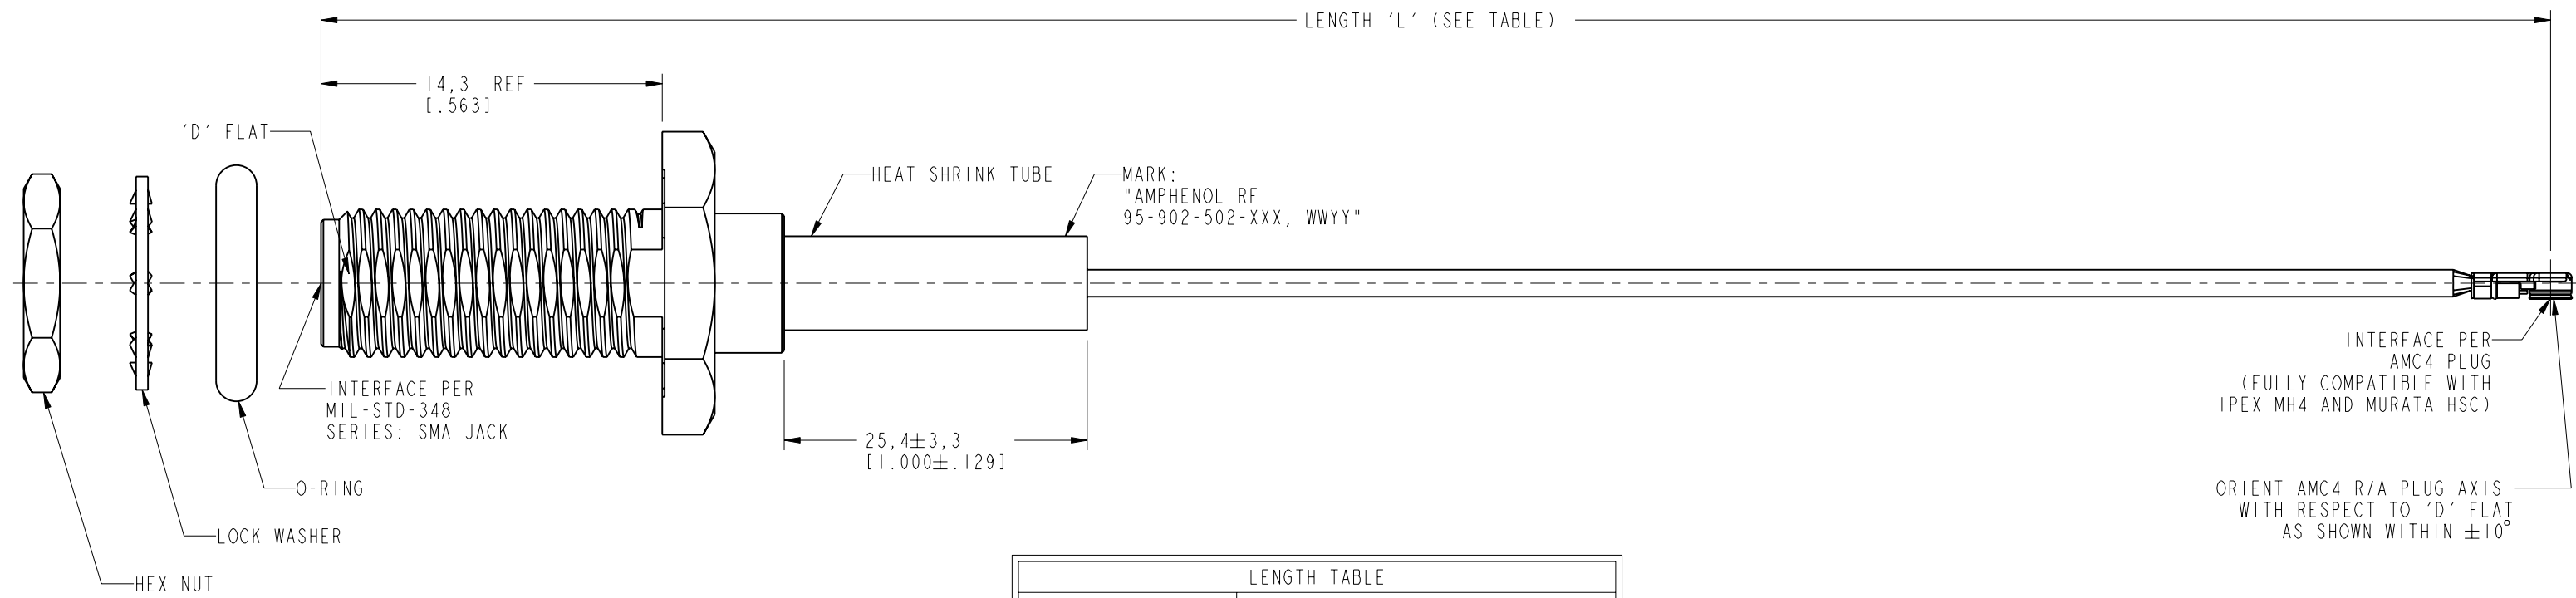 LENGTH 'L' (SEE TABLE)
14,3 REF
[.563]
'D' FLAT
HEAT SHRINK TUBE
MARK:
"AMPHENOL RF
95-902-502-XXX, WWYY"
INTERFACE PER
MIL-STD-348
SERIES: SMA JACK
25,4±3,3
[1.000±.129]
INTERFACE PER
AMC4 PLUG
(FULLY COMPATIBLE WITH
IPEX MH4 AND MURATA HSC)
O-RING
ORIENT AMC4 R/A PLUG AXIS
WITH RESPECT TO 'D' FLAT
AS SHOWN WITHIN ±10°
LOCK WASHER
HEX NUT
LENGTH TABLE